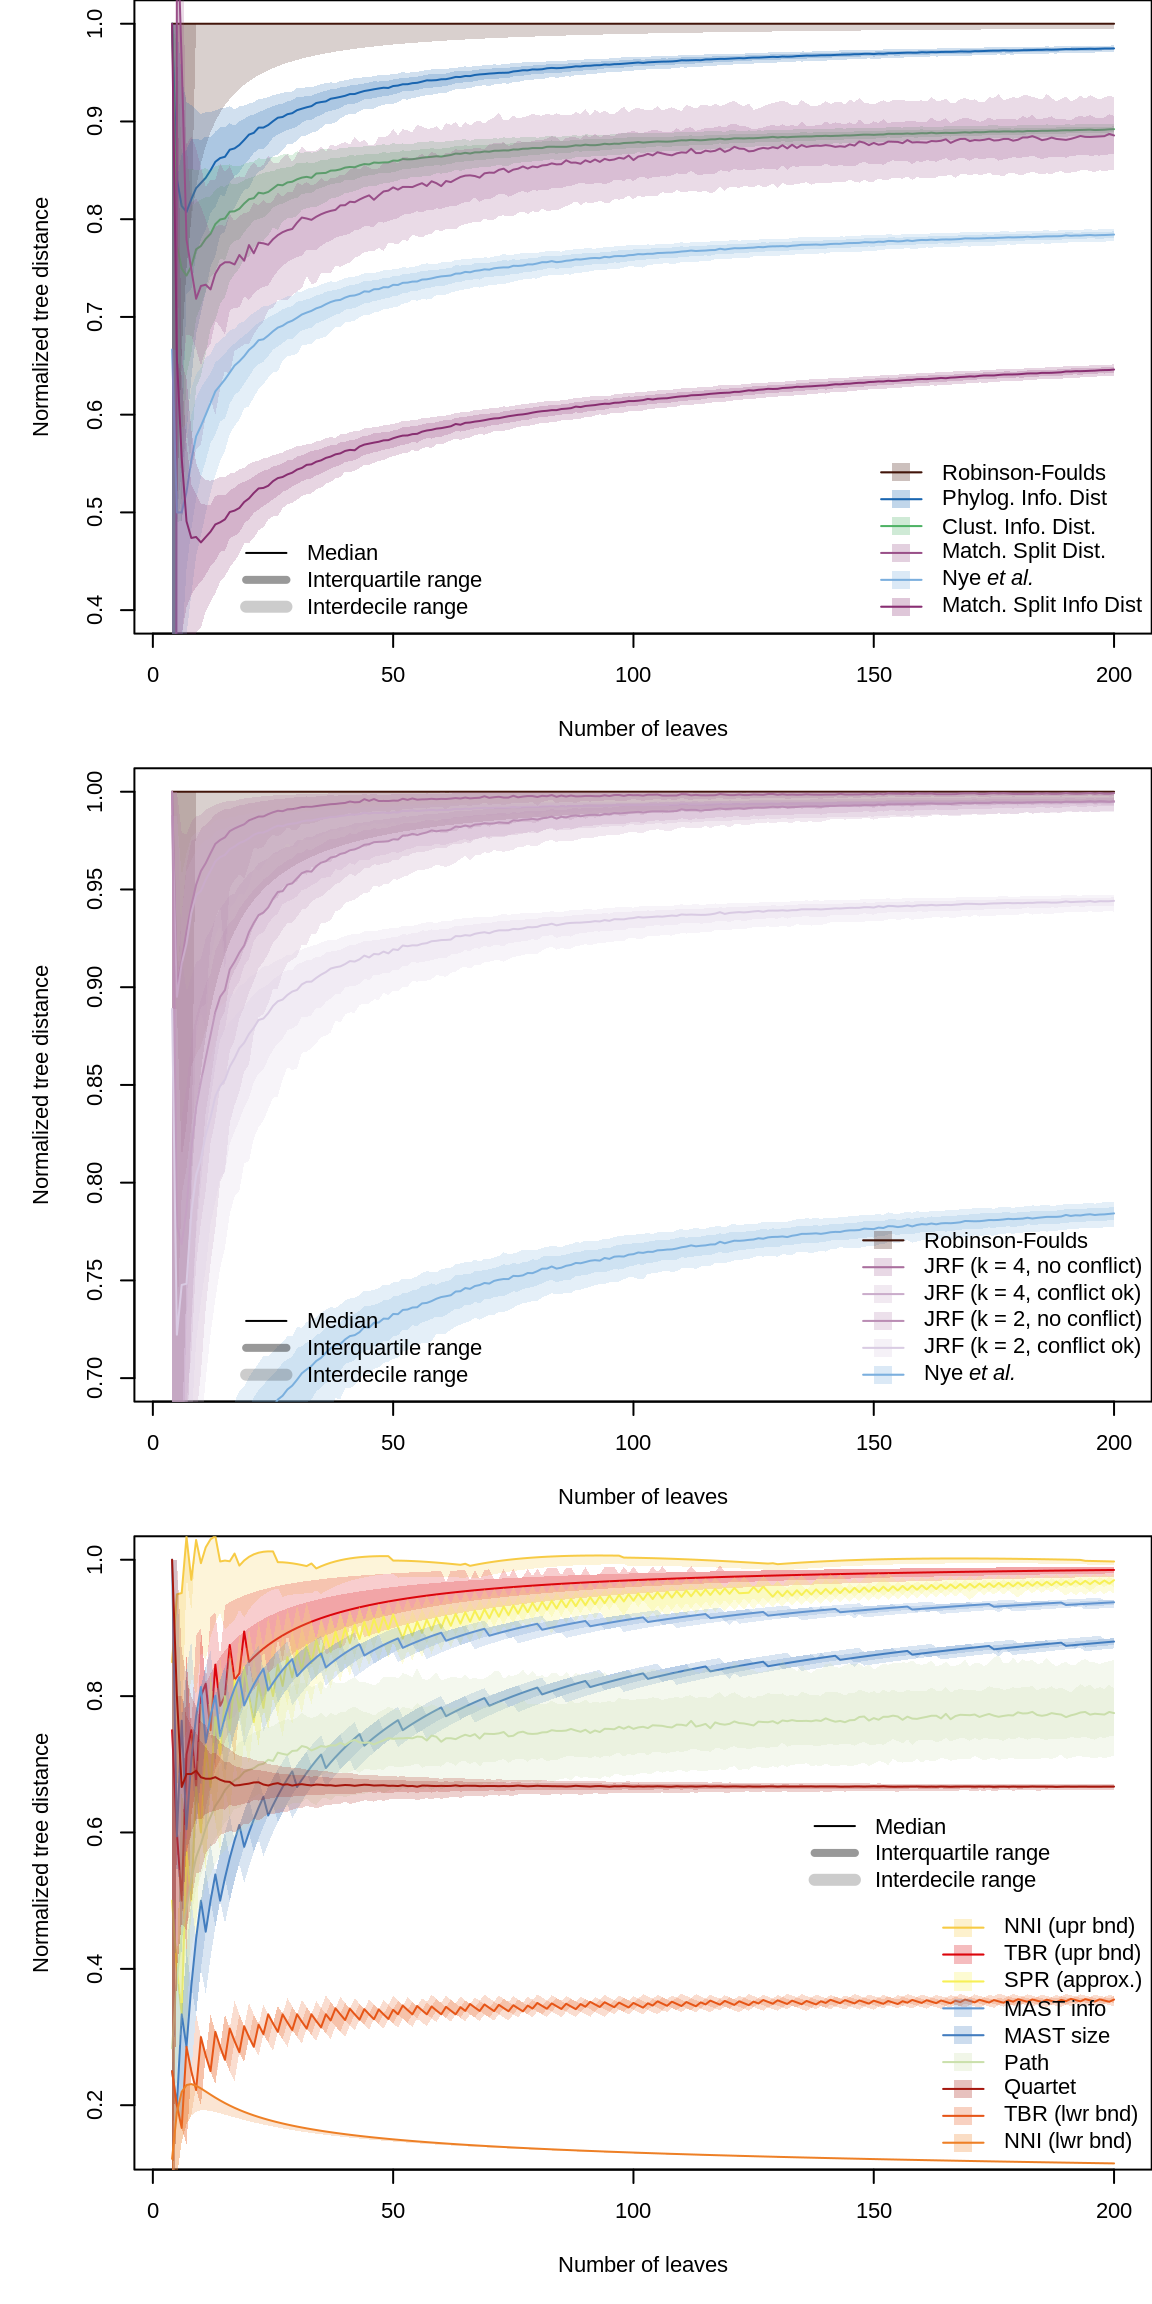 1.0
0.9
0.8
0.7
0.6
0.5
0.4
Normalized tree distance
Robinson-Foulds
Phylog. Info. Dist
Clust. Info. Dist.
Match. Split Dist.
Nye et al.
Match. Split Info Dist
Median
Interquartile range
Interdecile range
0 50 100 150 200
Number of leaves
1.00
0.95
0.90
0.85
0.80
0.75
0.70
Normalized tree distance
Robinson-Foulds
JRF (k = 4, no conflict)
JRF (k = 4, conflict ok)
JRF (k = 2, no conflict)
JRF (k = 2, conflict ok)
Nye et al.
Median
Interquartile range
Interdecile range
0 50 100 150 200
Number of leaves
1.0
0.8
0.6
0.4
0.2
Normalized tree distance
Median
Interquartile range
Interdecile range
NNI (upr bnd)
TBR (upr bnd)
SPR (approx.)
MAST info
MAST size
Path
Quartet
TBR (lwr bnd)
NNI (lwr bnd)
0 50 100 150 200
Number of leaves